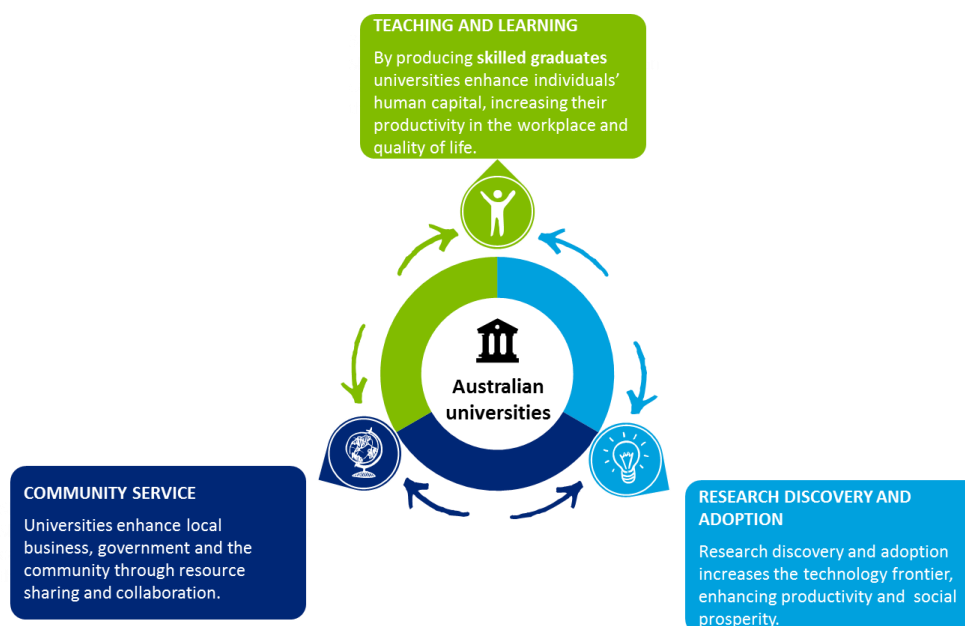 TEACHING AND LEARNING
By producing skilled graduates
universities enhance individuals’
human capital, increasing their
productivity in the workplace and
quality of life.
Australian
universities
COMMUNITY SERVICE
Universities enhance local
business, government and the
community through resource
sharing and collaboration.
RESEARCH DISCOVERY AND
ADOPTION
Research discovery and adoption
increases the technology frontier,
enhancing productivity and social
prosperity.